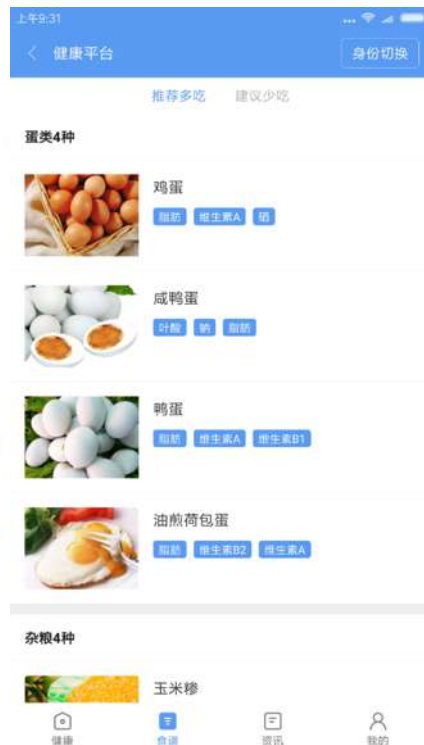 上午9:31
健康平台
身份切换
推荐多吃 建议少吃
蛋类4种
鸡蛋
脂肪 维生素A 硒
咸鸭蛋
叶酸 钠 脂肪
鸭蛋
脂肪 维生素A 维生素B1
油煎荷包蛋
脂肪 维生素B2 维生素A
杂粮4种
玉米糁
健康 食谱 资讯 我的